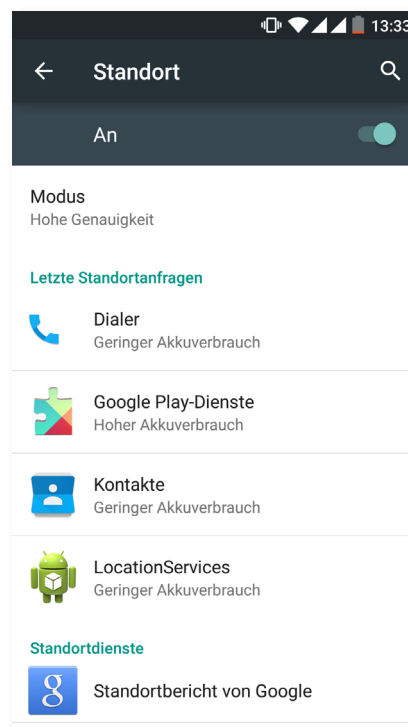 13:33
Standort
An
Modus
Hohe Genauigkeit
Letzte Standortanfragen
Dialer
Geringer Akkuverbrauch
Google Play-Dienste
Hoher Akkuverbrauch
Kontakte
Geringer Akkuverbrauch
LocationServices
Geringer Akkuverbrauch
Standortdienste
g
Standortbericht von Google